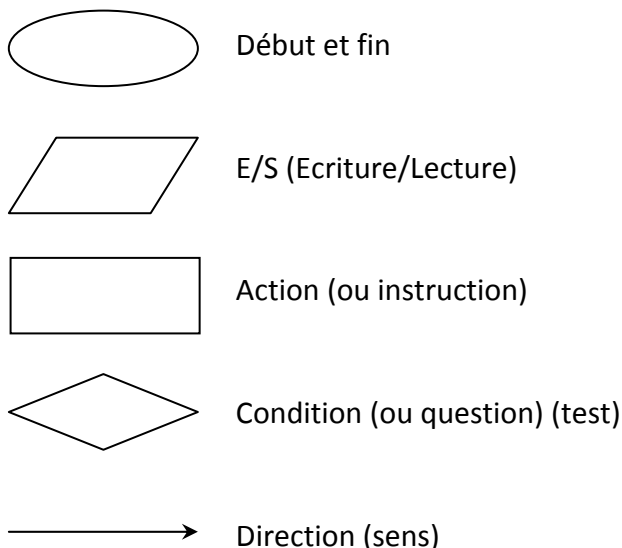 Début et fin
E/S (Ecriture/Lecture)
Action (ou instruction)
Condition (ou question) (test)
Direction (sens)